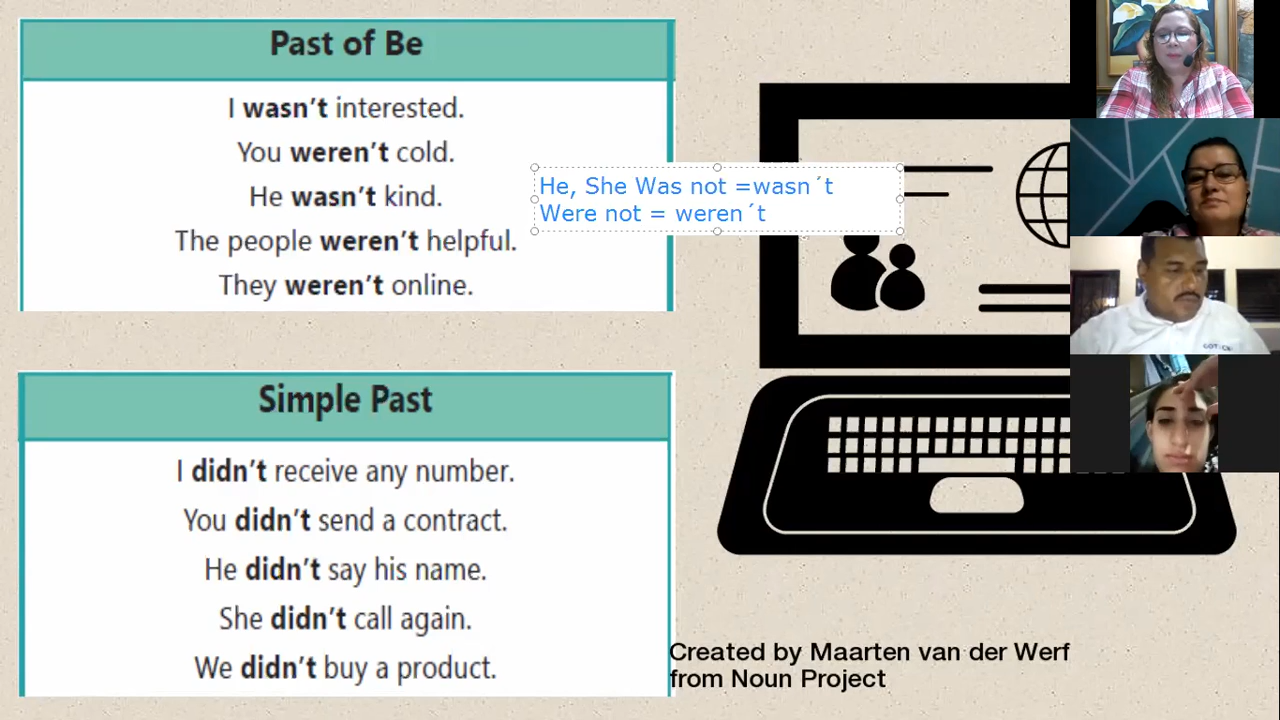 Past of Be
I wasn't interested.
You weren't cold.
He wasn't kind.
The people weren't helpful.
They weren't online.
He, She Was not =wasn´t
Were not = weren´t
Simple Past
I didn't receive any number.
You didn't send a contract.
He didn't say his name.
She didn't call again.
We didn't buy a product.
Created by Maarten van der Werf
from Noun Project